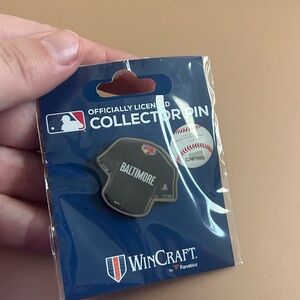 OFFICIALLY LICENSED
COLLECTOR PIN
BALTIMORE
WINCRAFT
by Fanatics